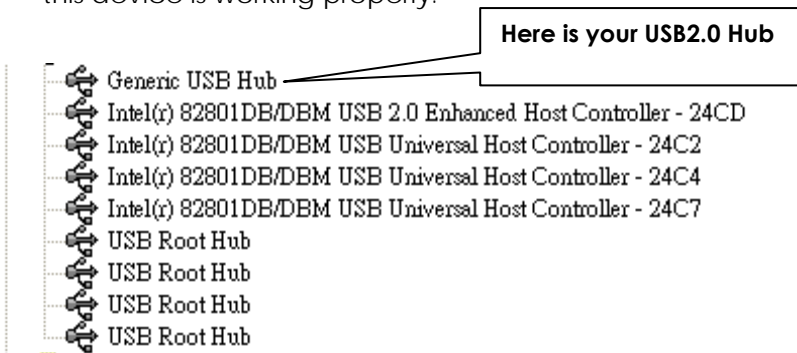 this device is working properly.
Here is your USB2.0 Hub
Generic USB Hub
Intel(r) 82801DB/DBM USB 2.0 Enhanced Host Controller - 24CD
Intel(r) 82801DB/DBM USB Universal Host Controller - 24C2
Intel(r) 82801DB/DBM USB Universal Host Controller - 24C4
Intel(r) 82801DB/DBM USB Universal Host Controller - 24C7
USB Root Hub
USB Root Hub
USB Root Hub
USB Root Hub